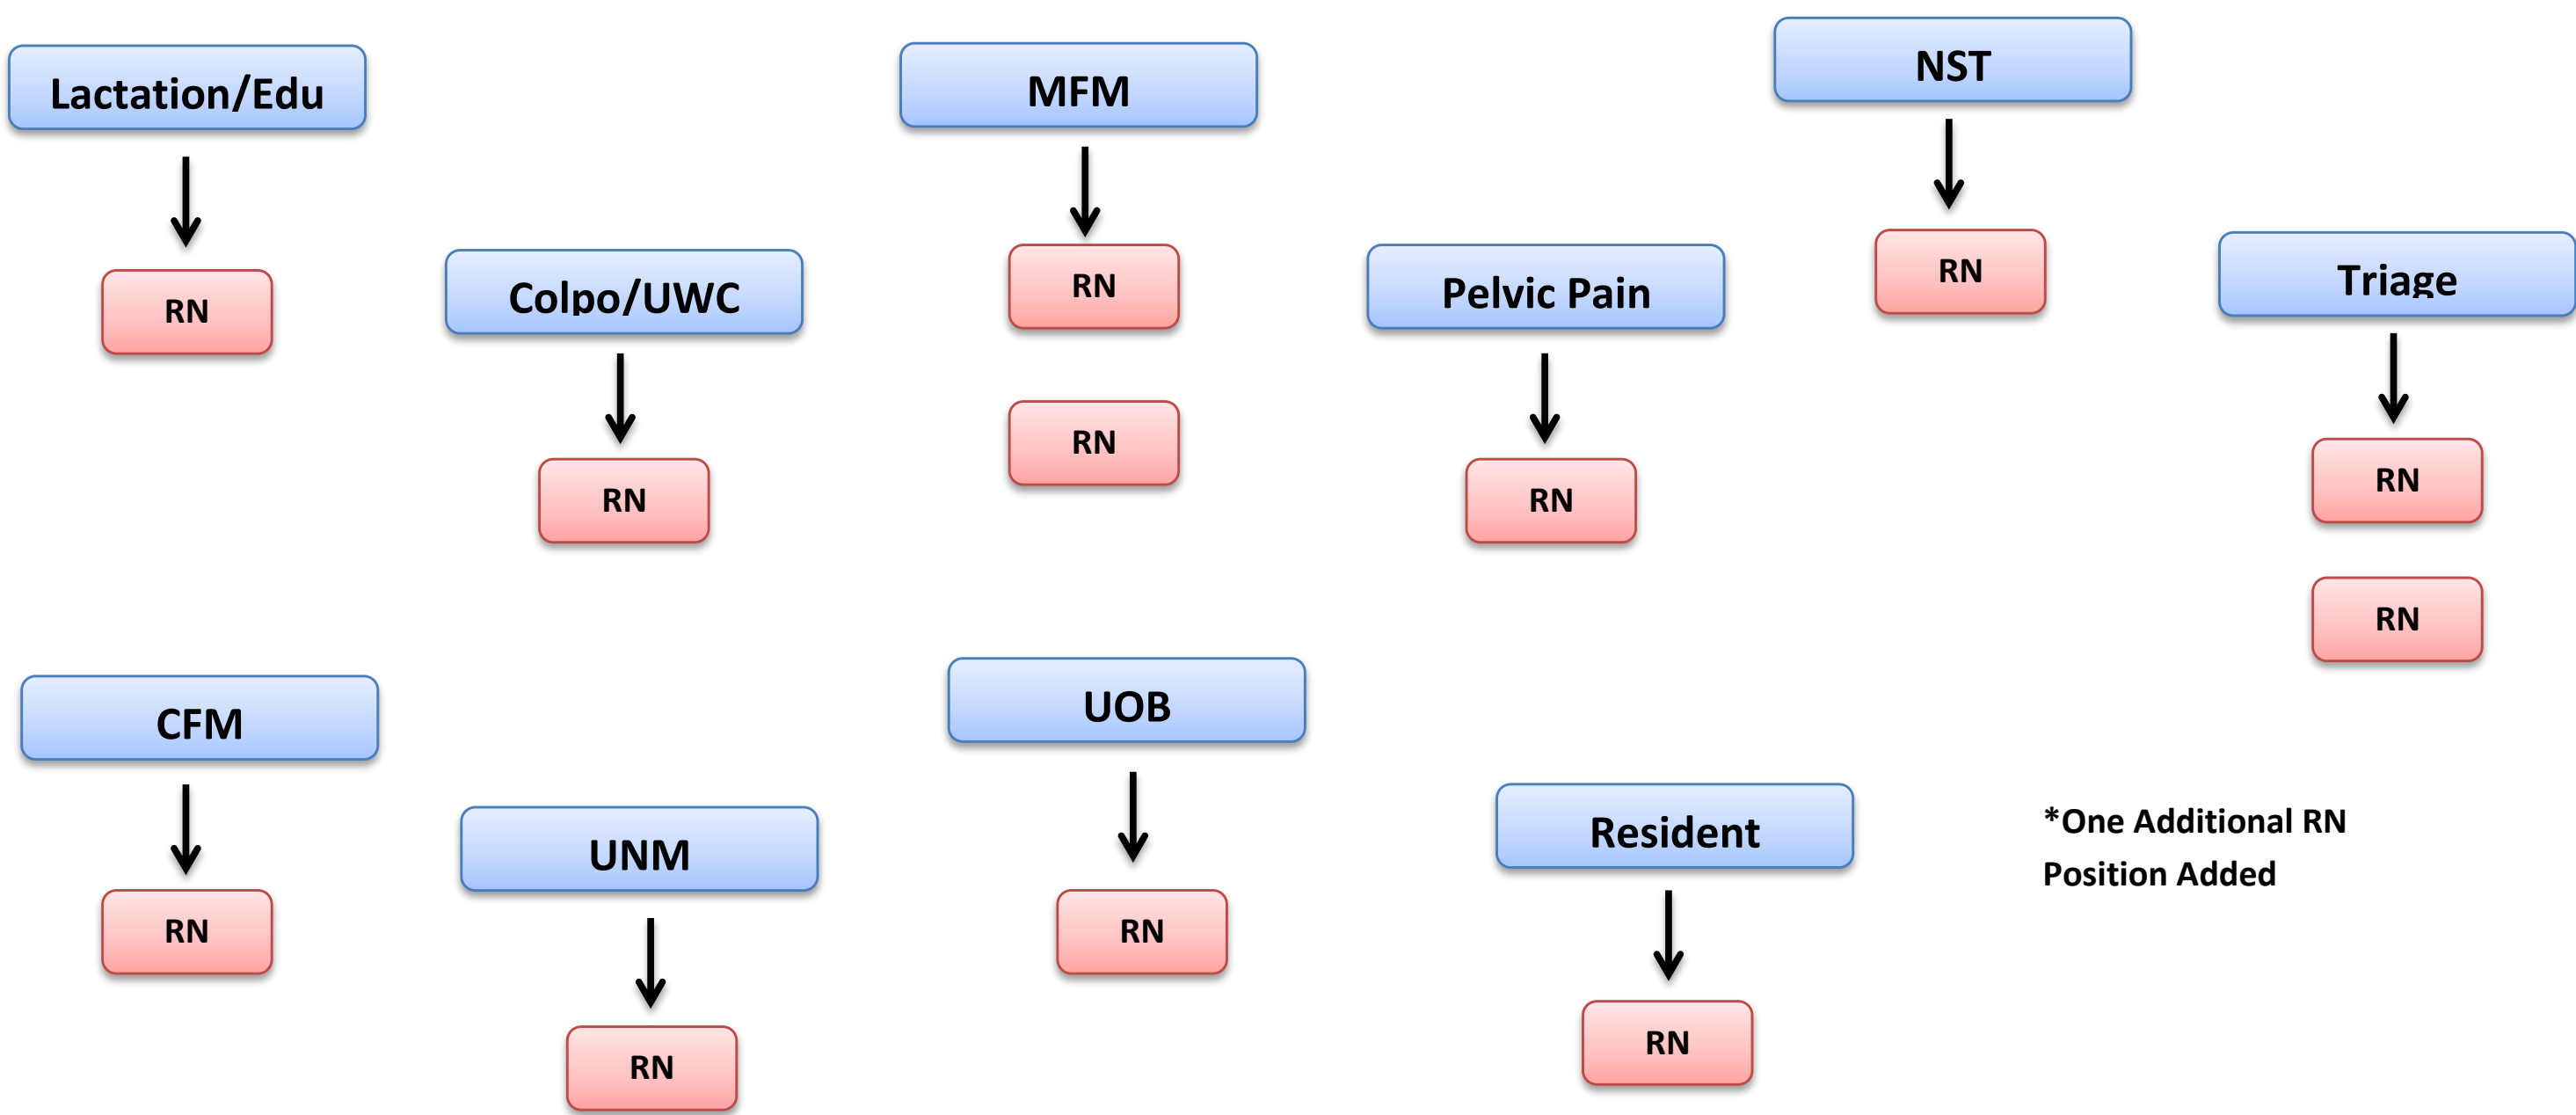 Lactation/Edu
RN
Colpo/UWC
RN
MFM
RN
RN
Pelvic Pain
RN
NST
RN
Triage
RN
RN
CFM
RN
UNM
RN
UOB
RN
Resident
RN
*One Additional RN
Position Added